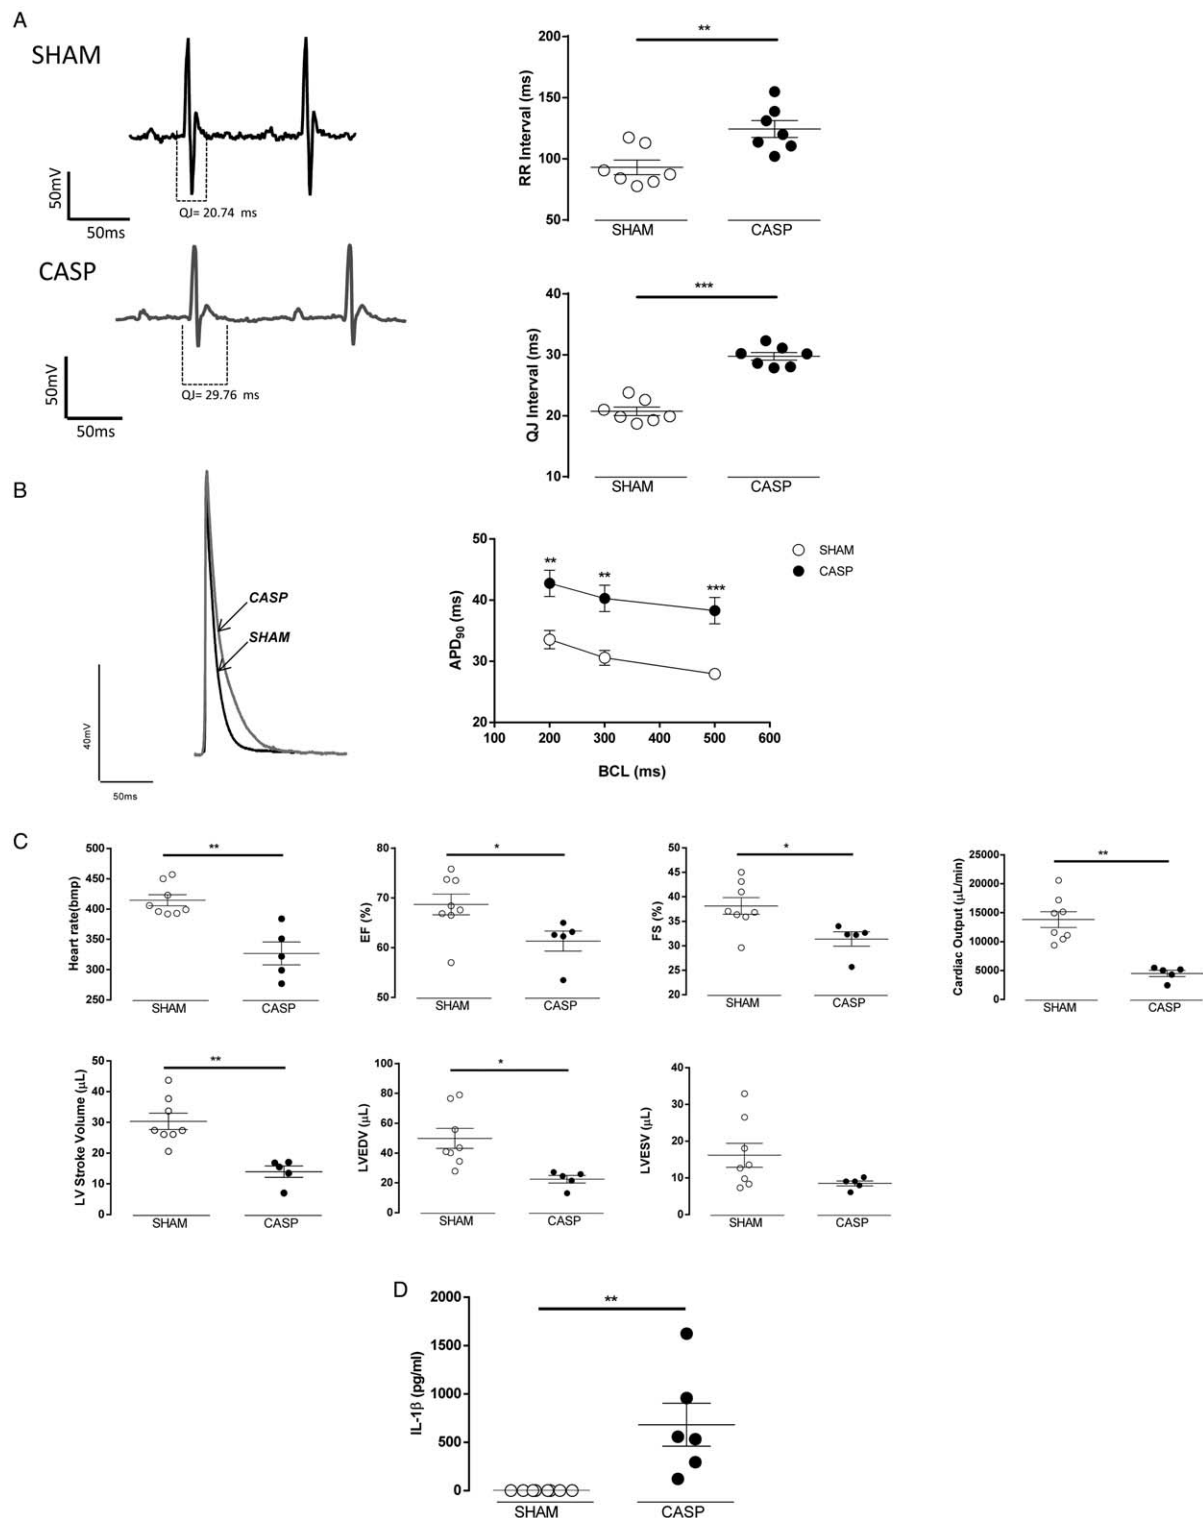 A
SHAM
50mV
50ms
QJ= 20.74 ms
CASP
50mV
50ms
QJ= 29.76 ms
**
RR Interval (ms)
200
150
100
50
SHAM
CASP
***
QJ Interval (ms)
40
30
20
10
SHAM
CASP
B
CASP
SHAM
40mV
50ms
APD90 (ms)
50
40
30
20
**
**
***
100
200
300
400
500
600
BCL (ms)
SHAM
CASP
C
Heart rate(bmp)
500
450
400
350
300
250
**
SHAM
CASP
EF (%)
80
70
60
50
*
SHAM
CASP
FS (%)
50
45
40
35
30
25
20
*
SHAM
CASP
Cardiac Output (µL/min)
25000
20000
15000
10000
5000
0
**
SHAM
CASP
LV Stroke Volume (µL)
50
40
30
20
10
0
**
SHAM
CASP
LVEDV (µL)
100
80
60
40
20
0
*
SHAM
CASP
LVESV (µL)
40
30
20
10
0
SHAM
CASP
D
IL-1β (pg/ml)
2000
1500
1000
500
0
**
SHAM
CASP